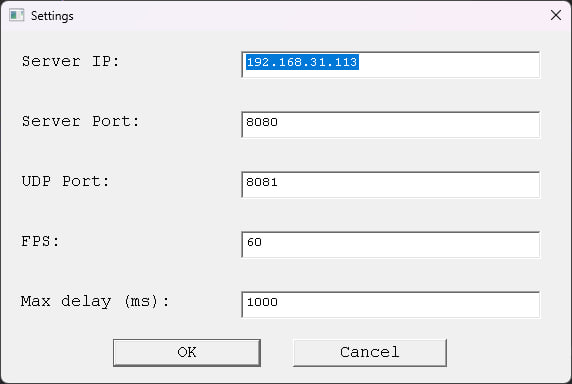 Settings
Server IP: 192.168.31.113
Server Port: 8080
UDP Port: 8081
FPS: 60
Max delay (ms): 1000
OK Cancel